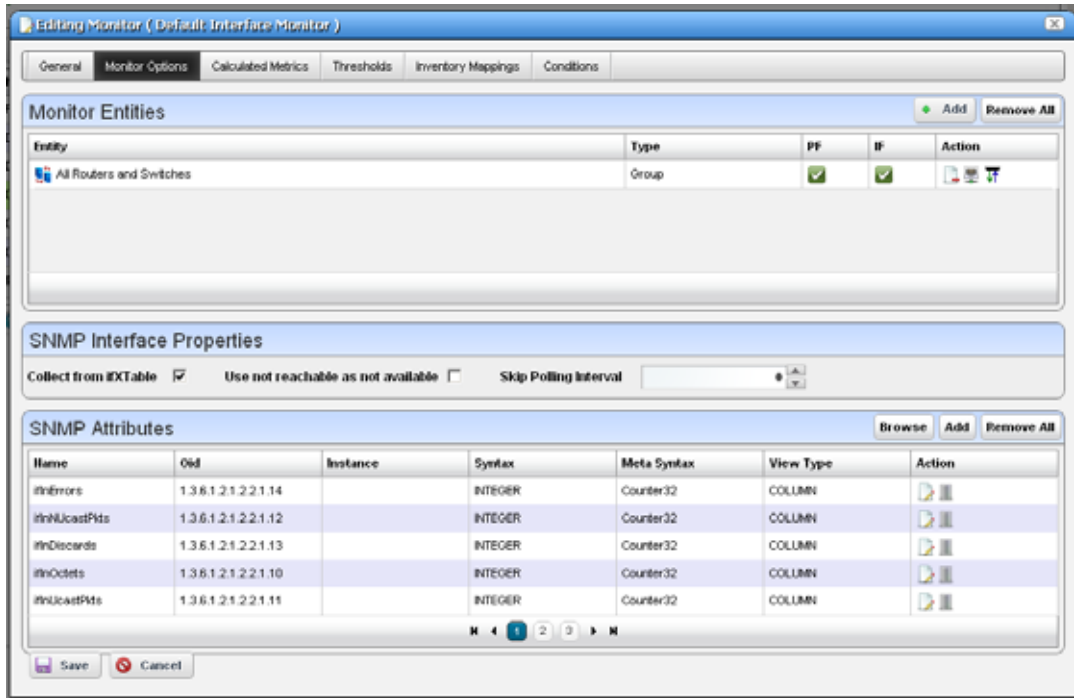 Editing Monitor ( Default Interface Monitor )
General Monitor Options Calculated Metrics Thresholds Inventory Mappings Conditions
Monitor Entities Add Remove All
Entity Type PF IF Action
All Routers and Switches Group
SNMP Interface Properties
Collect from ifXTable Use not reachable as not available Skip Polling Interval
SNMP Attributes Browse Add Remove All
Name Oid Instance Syntax Meta Syntax View Type Action
ifInErrors 1.3.6.1.2.1.2.2.1.14 INTEGER Counter32 COLUMN
ifInNUcastPkts 1.3.6.1.2.1.2.2.1.12 INTEGER Counter32 COLUMN
ifInDiscards 1.3.6.1.2.1.2.2.1.13 INTEGER Counter32 COLUMN
ifInOctets 1.3.6.1.2.1.2.2.1.10 INTEGER Counter32 COLUMN
ifInUcastPkts 1.3.6.1.2.1.2.2.1.11 INTEGER Counter32 COLUMN
1 2 3
Save Cancel